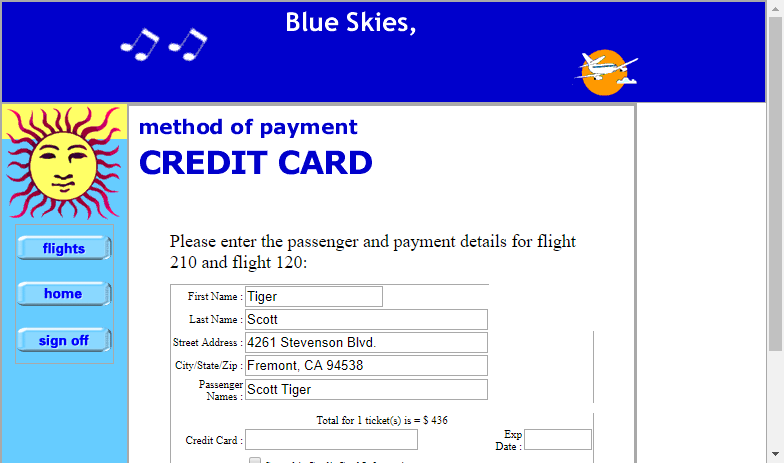 Blue Skies,
method of payment
CREDIT CARD
flights
home
sign off
Please enter the passenger and payment details for flight
210 and flight 120:
First Name : Tiger
Last Name : Scott
Street Address : 4261 Stevenson Blvd.
City/State/Zip : Fremont, CA 94538
Passenger
Names : Scott Tiger
Total for 1 ticket(s) is = $ 436
Credit Card :
Exp
Date :